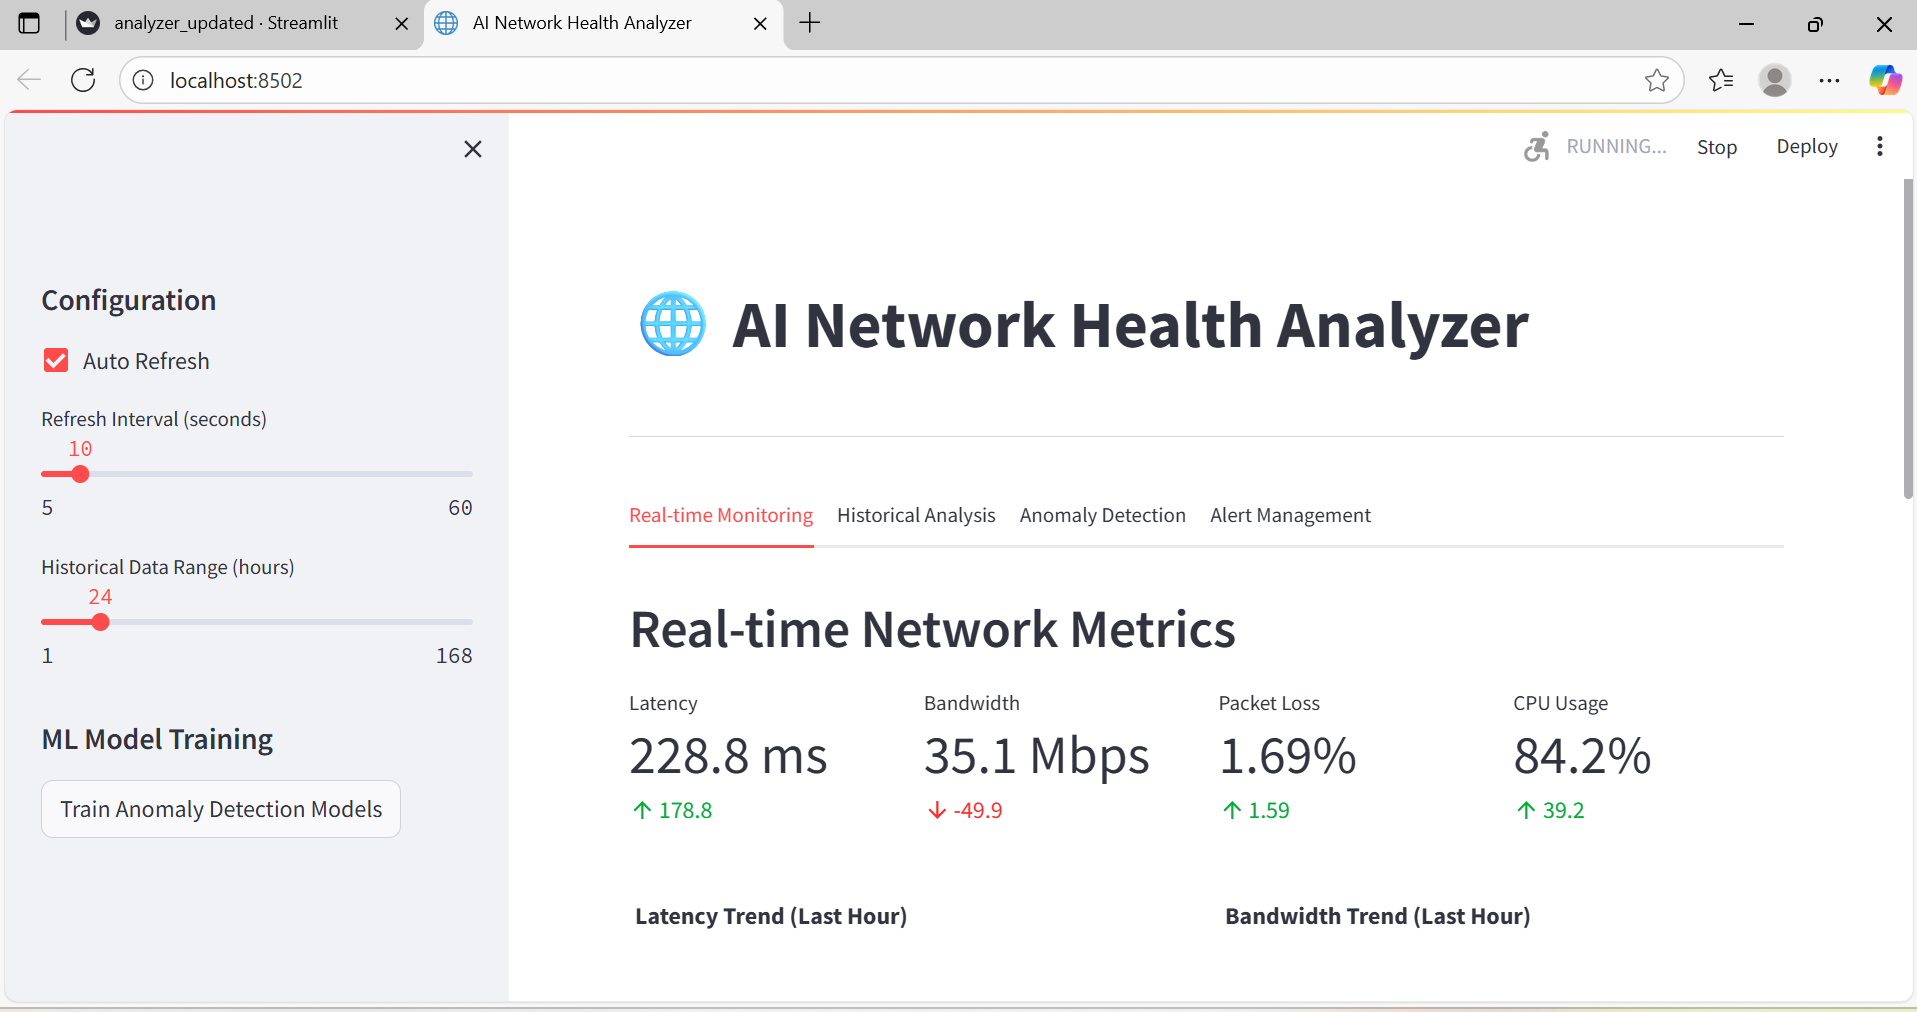 analyzer_updated · Streamlit
AI Network Health Analyzer
localhost:8502
RUNNING...
Stop
Deploy
Configuration
Auto Refresh
Refresh Interval (seconds)
10
5 60
Historical Data Range (hours)
24
1 168
ML Model Training
Train Anomaly Detection Models
AI Network Health Analyzer
Real-time Monitoring Historical Analysis Anomaly Detection Alert Management
Real-time Network Metrics
Latency Bandwidth Packet Loss CPU Usage
228.8 ms 35.1 Mbps 1.69% 84.2%
↑ 178.8 ↓ -49.9 ↑ 1.59 ↑ 39.2
Latency Trend (Last Hour) Bandwidth Trend (Last Hour)